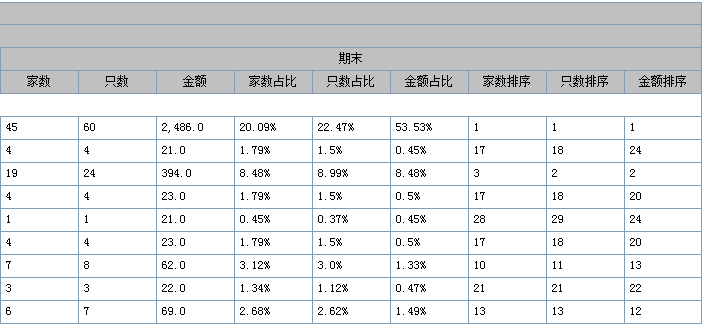 期末
家数 只数 金额 家数占比 只数占比 金额占比 家数排序 只数排序 金额排序
45 60 2,486.0 20.09% 22.47% 53.53% 1 1 1
4 4 21.0 1.79% 1.5% 0.45% 17 18 24
19 24 394.0 8.48% 8.99% 8.48% 3 2 2
4 4 23.0 1.79% 1.5% 0.5% 17 18 20
1 1 21.0 0.45% 0.37% 0.45% 28 29 24
4 4 23.0 1.79% 1.5% 0.5% 17 18 20
7 8 62.0 3.12% 3.0% 1.33% 10 11 13
3 3 22.0 1.34% 1.12% 0.47% 21 21 22
6 7 69.0 2.68% 2.62% 1.49% 13 13 12